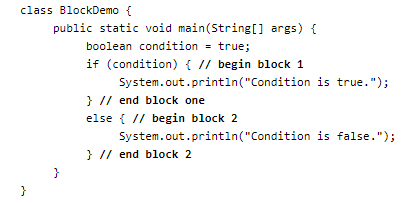 class BlockDemo {
public static void main(String[] args) {
boolean condition = true;
if (condition) { // begin block 1
System.out.println("Condition is true.");
} // end block one
else { // begin block 2
System.out.println("Condition is false.");
} // end block 2
}
}